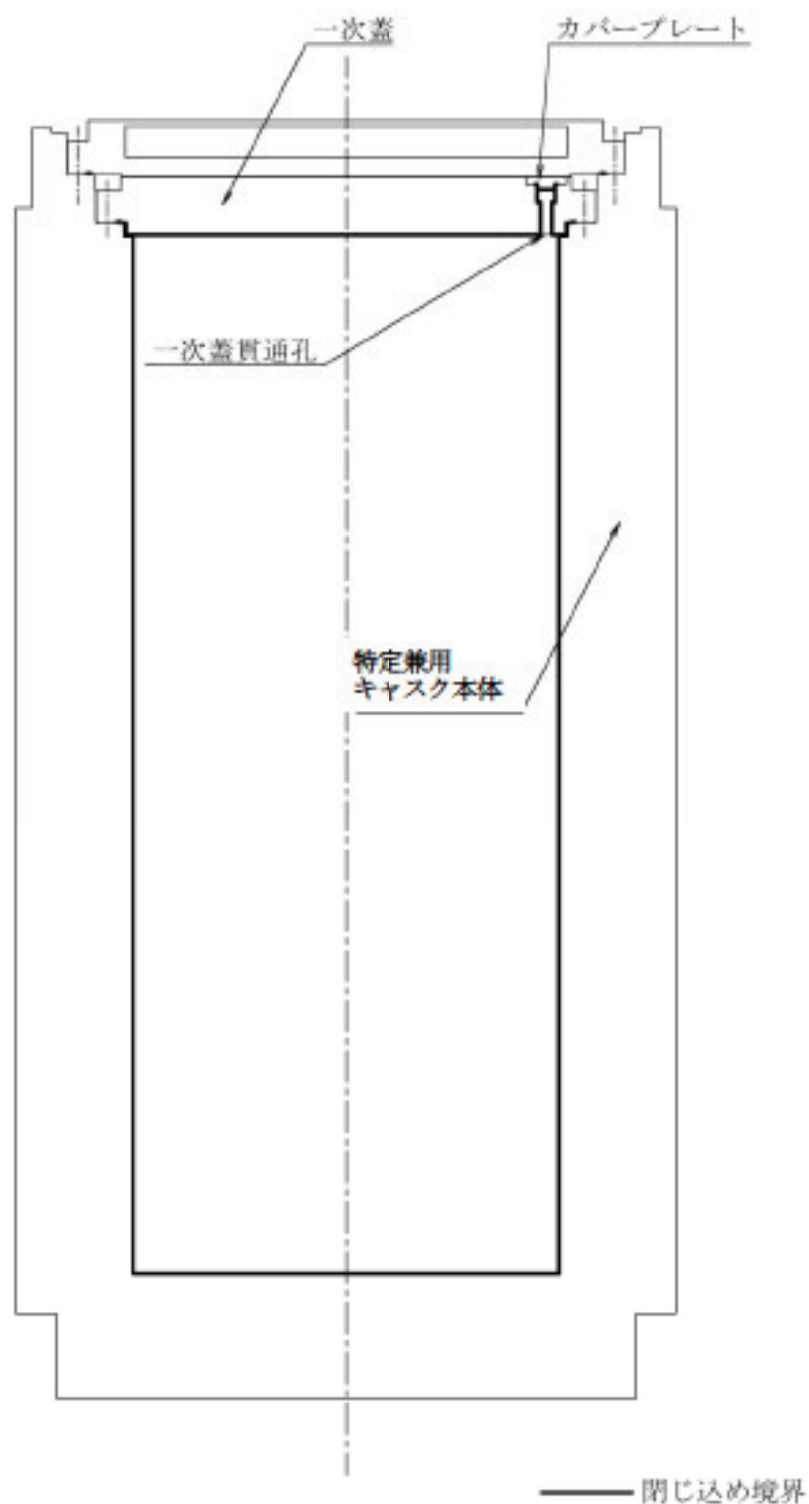 一次蓋
カバープレート
一次蓋貫通孔
特定兼用
キャスク本体
閉じ込め境界